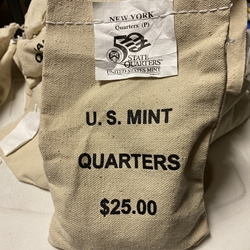 NEW YORK
Quarters (P)
50
STATE
QUARTERS
UNITED STATES MINT
U. S. MINT
QUARTERS
$25.00